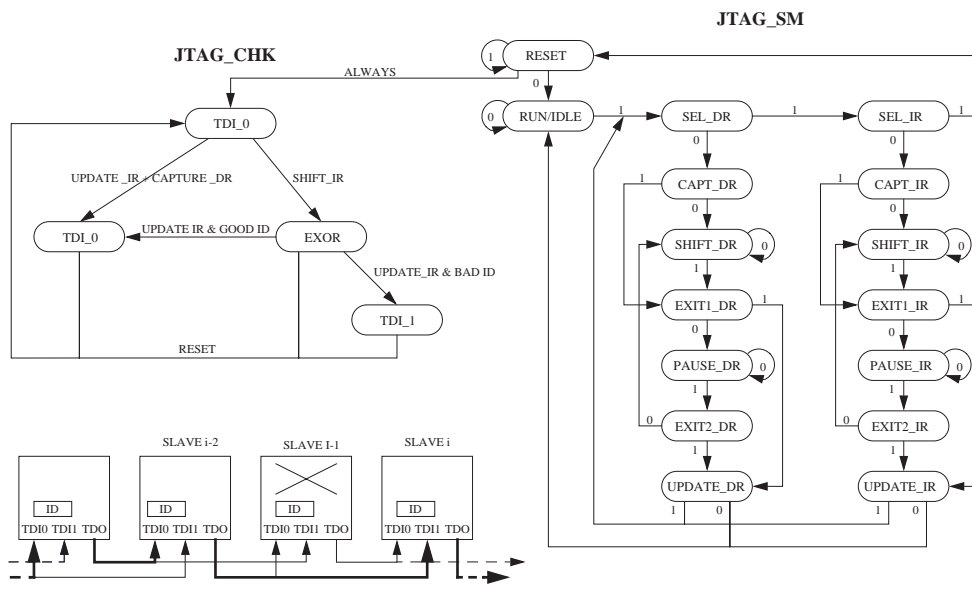 JTAG_CHK
ALWAYS
TDI_0
UPDATE _IR + CAPTURE _DR
SHIFT_IR
TDI_0
UPDATE IR & GOOD ID
EXOR
UPDATE_IR & BAD ID
TDI_1
RESET
JTAG_SM
1
RESET
0
0
RUN/IDLE
1
SEL_DR
1
SEL_IR
1
0
0
1
CAPT_DR
1
CAPT_IR
0
0
SHIFT_DR
0
SHIFT_IR
0
1
1
EXIT1_DR
1
EXIT1_IR
1
0
0
PAUSE_DR
0
PAUSE_IR
0
1
1
0
EXIT2_DR
0
EXIT2_IR
1
1
UPDATE_DR
UPDATE_IR
1
0
1
0
SLAVE i-2
SLAVE I-1
SLAVE i
ID
ID
ID
ID
TDI0 TDI1 TDO
TDI0 TDI1 TDO
TDI0 TDI1 TDO
TDI0 TDI1 TDO